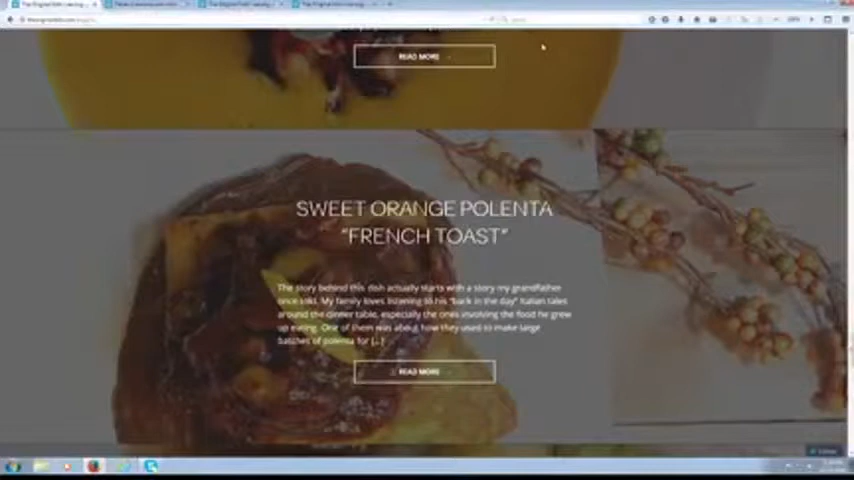 READ MORE
SWEET ORANGE POLENTA
"FRENCH TOAST"
The story behind this dish actually starts with a story my grandfather
once told. My family loves listening to his "back in the day" Italian tales
around the dinner table, especially the ones involving the food he grew
up eating. One of them was about how they used to make large
batches of polenta for [...]
READ MORE